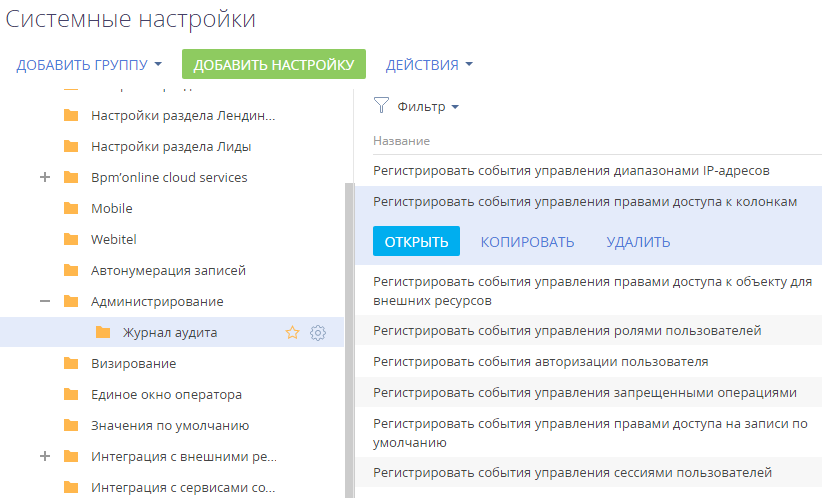 Системные настройки
ДОБАВИТЬ ГРУППУ
ДОБАВИТЬ НАСТРОЙКУ
ДЕЙСТВИЯ
Настройки раздела Лендин...
Настройки раздела Лиды
Bpm'online cloud services
Mobile
Webitel
Автонумерация записей
Администрирование
Журнал аудита
Визирование
Единое окно оператора
Значения по умолчанию
Интеграция с внешними ре...
Интеграция с сервисами со...
Фильтр
Название
Регистрировать события управления диапазонами IP-адресов
Регистрировать события управления правами доступа к колонкам
ОТКРЫТЬ
КОПИРОВАТЬ
УДАЛИТЬ
Регистрировать события управления правами доступа к объекту для
внешних ресурсов
Регистрировать события управления ролями пользователей
Регистрировать события авторизации пользователя
Регистрировать события управления запрещенными операциями
Регистрировать события управления правами доступа на записи по
умолчанию
Регистрировать события управления сессиями пользователей